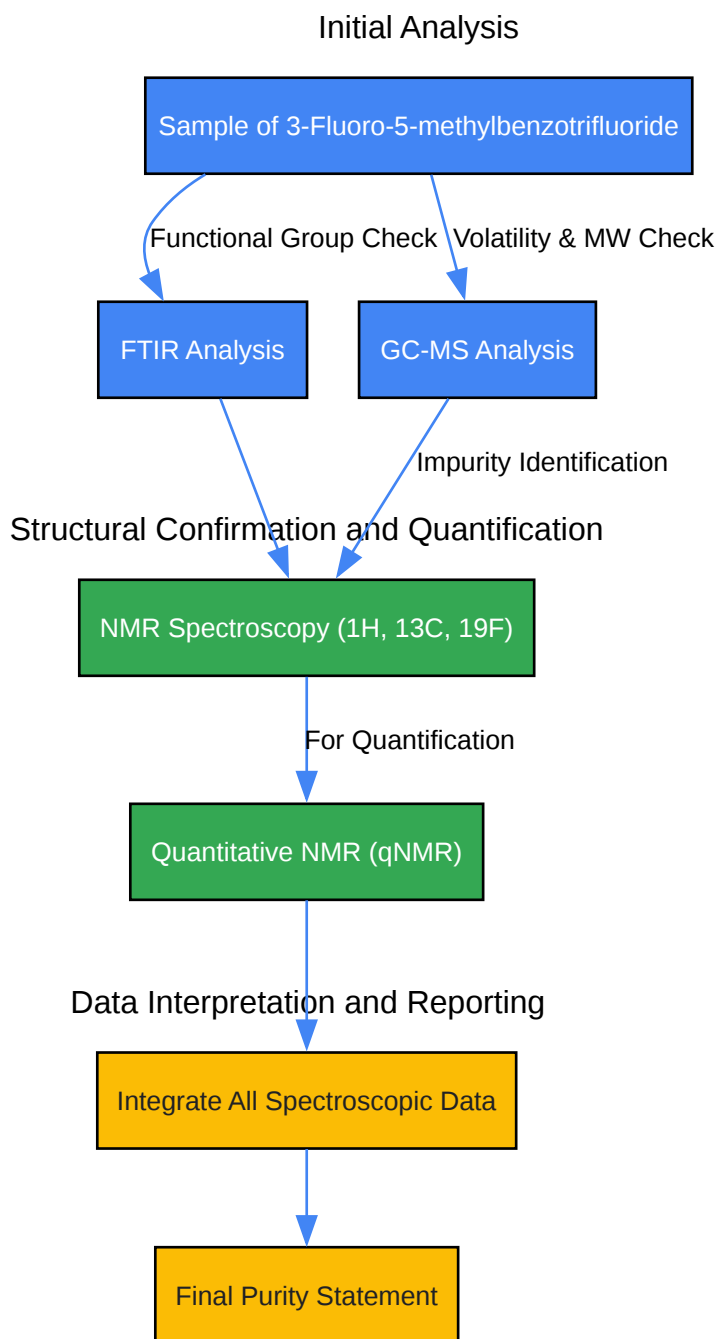 Initial Analysis
Sample of 3-Fluoro-5-methylbenzotrifluoride
Functional Group Check
Volatility & MW Check
FTIR Analysis
GC-MS Analysis
Impurity Identification
Structural Confirmation and Quantification
NMR Spectroscopy (1H, 13C, 19F)
For Quantification
Quantitative NMR (qNMR)
Data Interpretation and Reporting
Integrate All Spectroscopic Data
Final Purity Statement